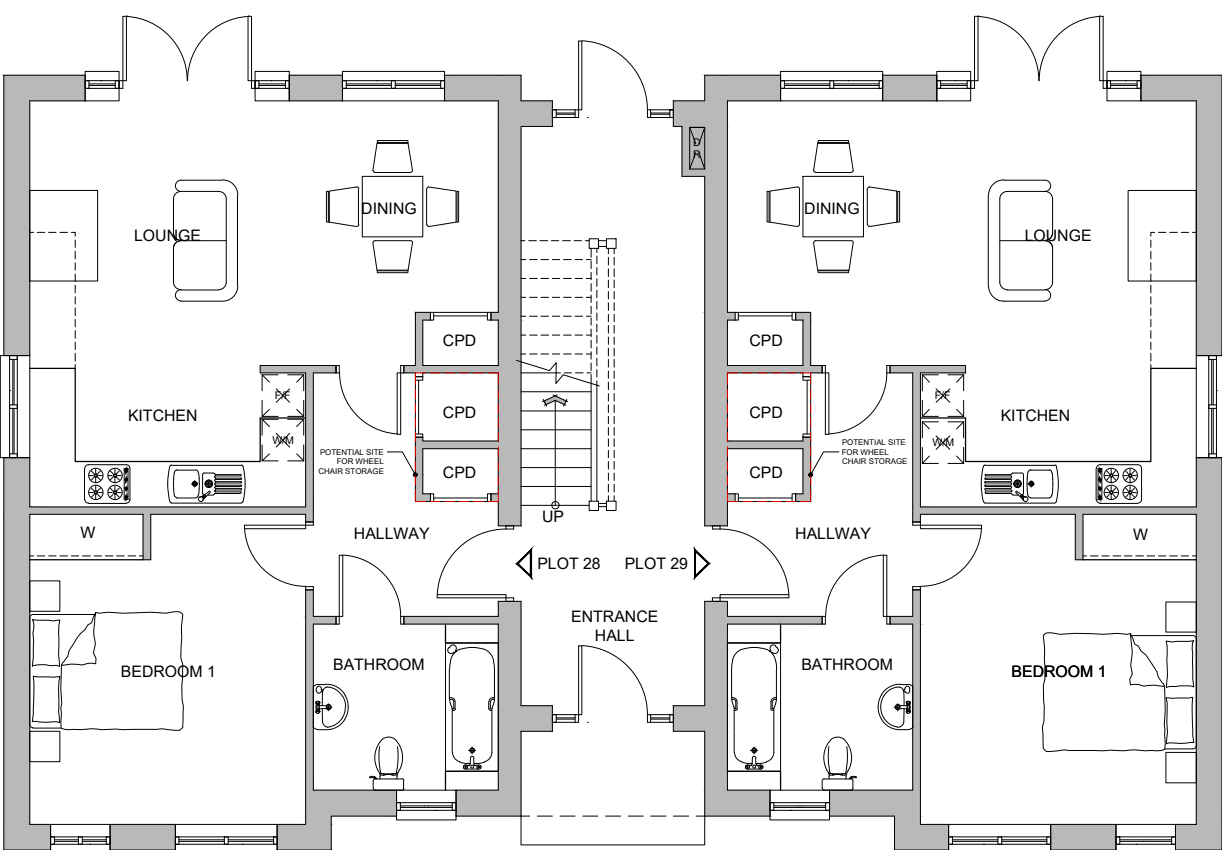 LOUNGE
DINING
DINING
LOUNGE
CPD
CPD
CPD
CPD
CPD
CPD
KITCHEN
F/F
W/M
POTENTIAL SITE
FOR WHEEL
CHAIR STORAGE
POTENTIAL SITE
FOR WHEEL
CHAIR STORAGE
F/F
W/M
KITCHEN
UP
W
HALLWAY
HALLWAY
W
PLOT 28
PLOT 29
ENTRANCE
HALL
BEDROOM 1
BATHROOM
BATHROOM
BEDROOM 1